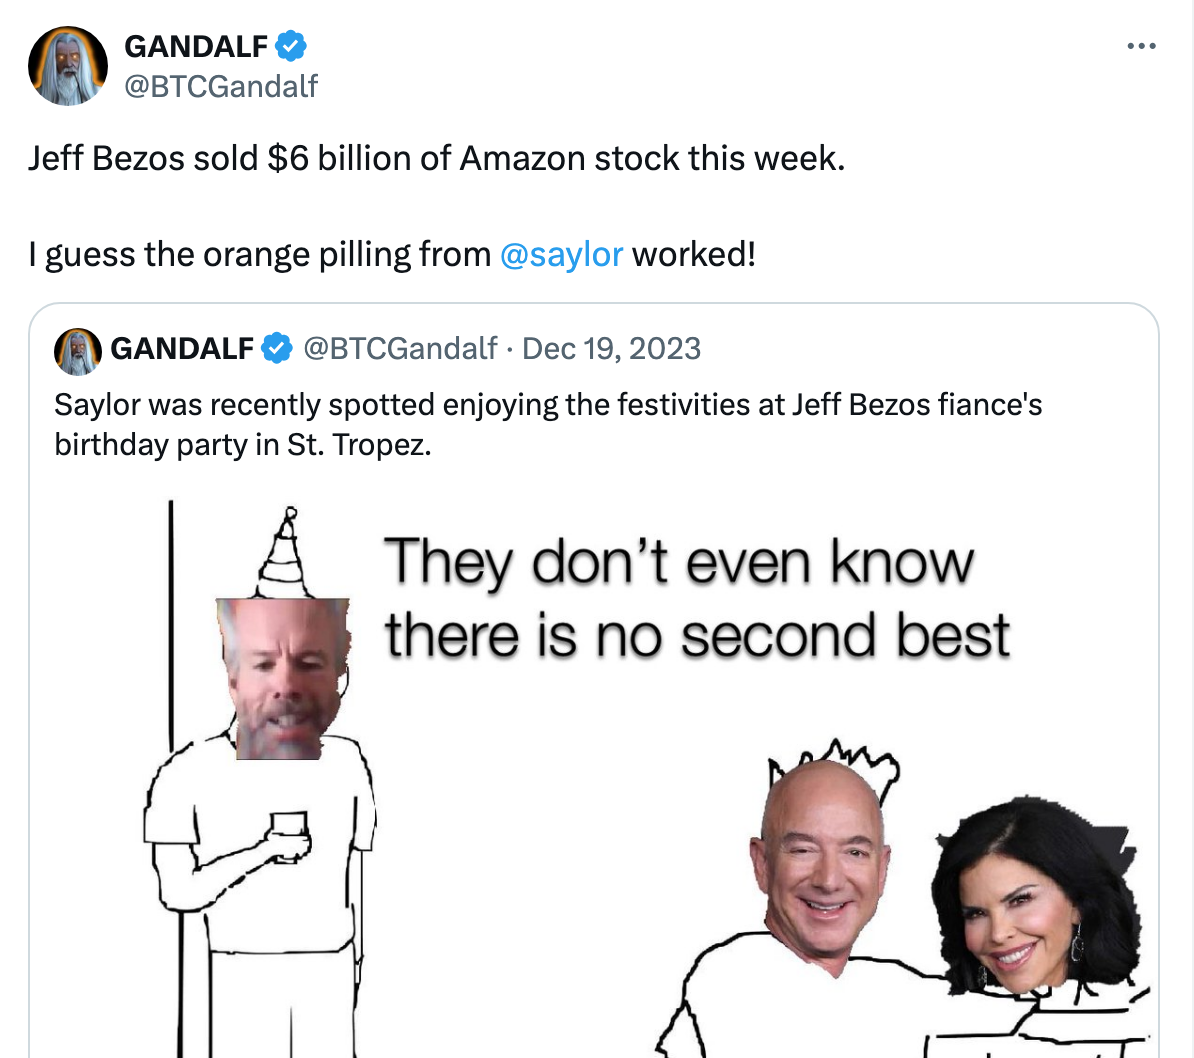 GANDALF
@BTCGandalf
Jeff Bezos sold $6 billion of Amazon stock this week.
I guess the orange pilling from @saylor worked!
GANDALF @BTCGandalf · Dec 19, 2023
Saylor was recently spotted enjoying the festivities at Jeff Bezos fiance's
birthday party in St. Tropez.
They don’t even know
there is no second best